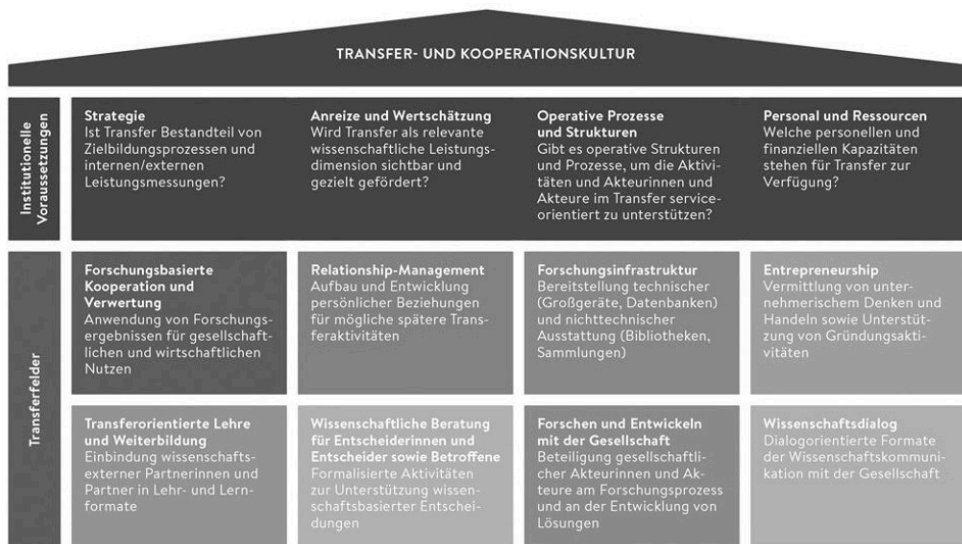 TRANSFER- UND KOOPERATIONSKULTUR
Institutionelle
Voraussetzungen
Strategie
Ist Transfer Bestandteil von
Zielbildungsprozessen und
internen/externen
Leistungsmessungen?
Anreize und Wertschätzung
Wird Transfer als relevante
wissenschaftliche Leistungs-
dimension sichtbar und
gezielt gefördert?
Operative Prozesse
und Strukturen
Gibt es operative Strukturen
und Prozesse, um die Aktivi-
täten und Akteurinnen und
Akteure im Transfer service-
orientiert zu unterstützen?
Personal und Ressourcen
Welche personellen und
finanziellen Kapazitäten
stehen für Transfer zur
Verfügung?
Transferfelder
Forschungsbasierte
Kooperation und
Verwertung
Anwendung von Forschungs-
ergebnissen für gesellschaft-
lichen und wirtschaftlichen
Nutzen
Relationship-Management
Aufbau und Entwicklung
persönlicher Beziehungen
für mögliche spätere Trans-
feraktivitäten
Forschungsinfrastruktur
Bereitstellung technischer
(Großgeräte, Datenbanken)
und nichttechnischer
Ausstattung (Bibliotheken,
Sammlungen)
Entrepreneurship
Vermittlung von unter-
nehmerischem Denken und
Handeln sowie Unterstüt-
zung von Gründungsakti-
vitäten
Transferorientierte Lehre
und Weiterbildung
Einbindung wissenschafts-
externer Partnerinnen und
Partner in Lehr- und Lern-
formate
Wissenschaftliche Beratung
für Entscheiderinnen und
Entscheider sowie Betroffene
Formalisierte Aktivitäten
zur Unterstützung wissen-
schaftsbasierter Entschei-
dungen
Forschen und Entwickeln
mit der Gesellschaft
Beteiligung gesellschaftli-
cher Akteurinnen und Ak-
teure am Forschungsprozess
und an der Entwicklung von
Lösungen
Wissenschaftsdialog
Dialogorientierte Formate
der Wissenschaftskommu-
nikation mit der Gesellschaft